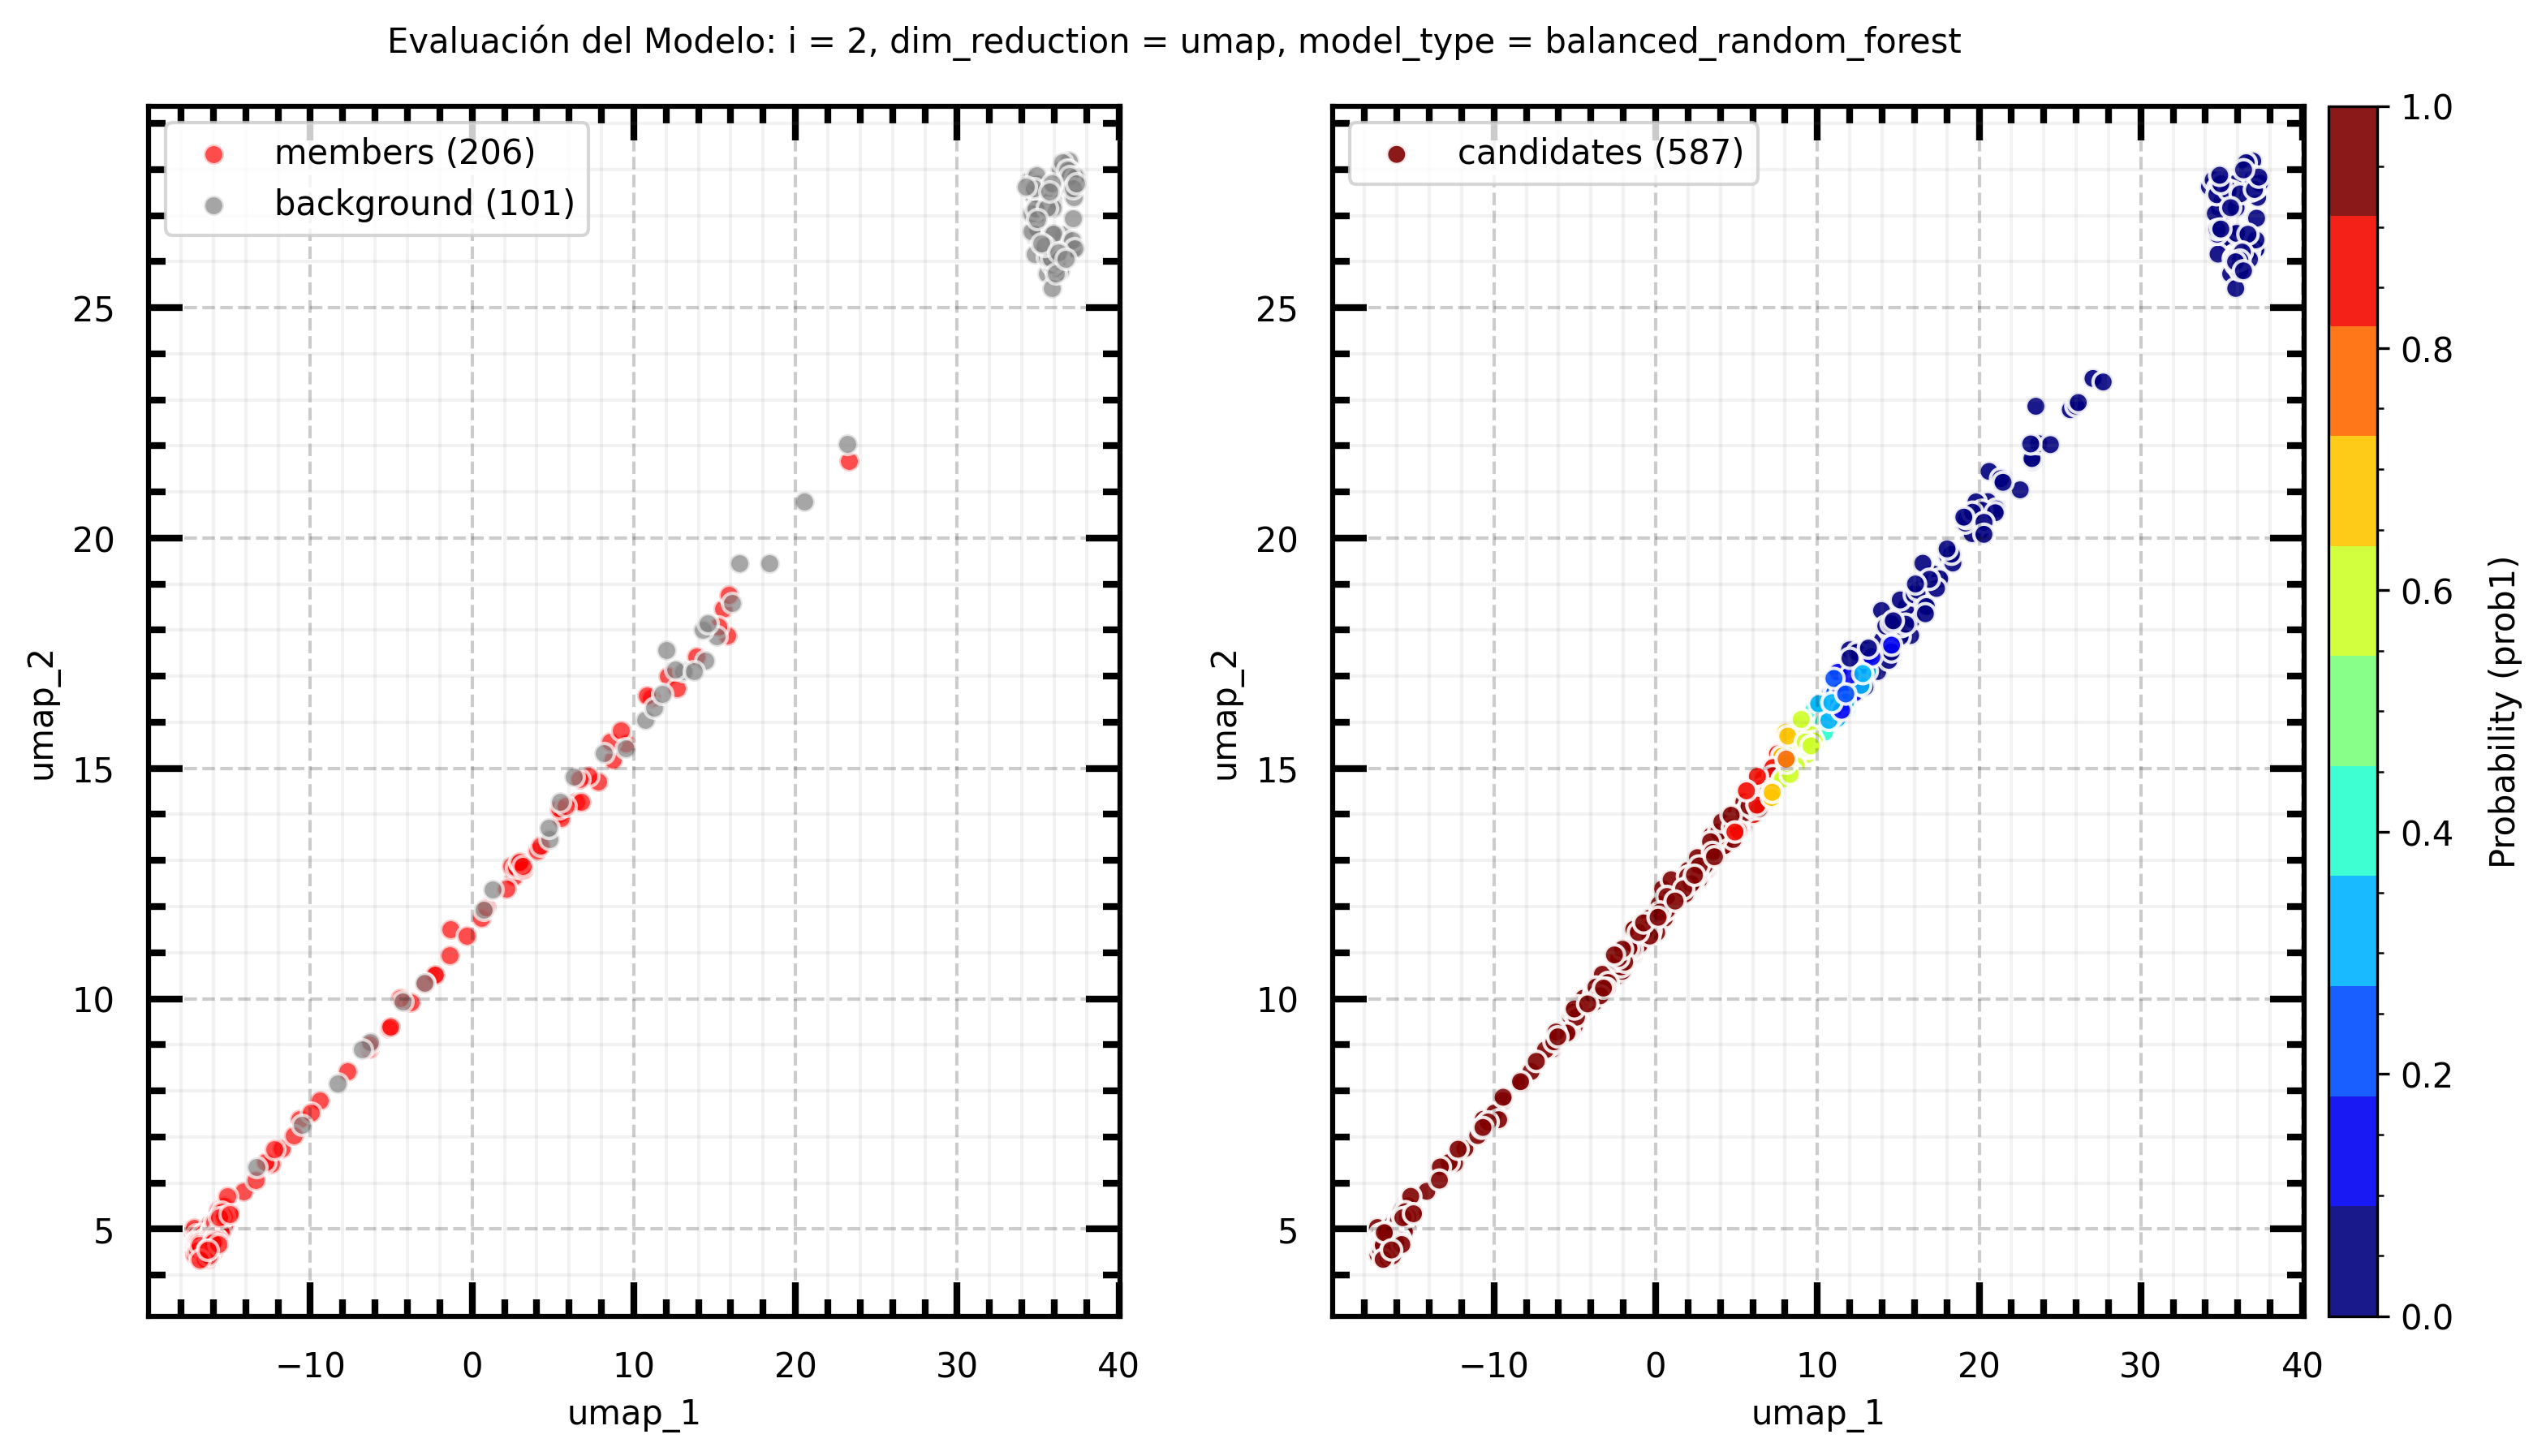 Evaluación del Modelo: i = 2, dim_reduction = umap, model_type = balanced_random_forest
members (206)
background (101)
25
20
15
10
5
umap_2
−10 0 10 20 30 40
umap_1
candidates (587)
25
20
15
10
5
umap_2
−10 0 10 20 30 40
umap_1
1.0
0.8
0.6
0.4
0.2
0.0
Probability (prob1)